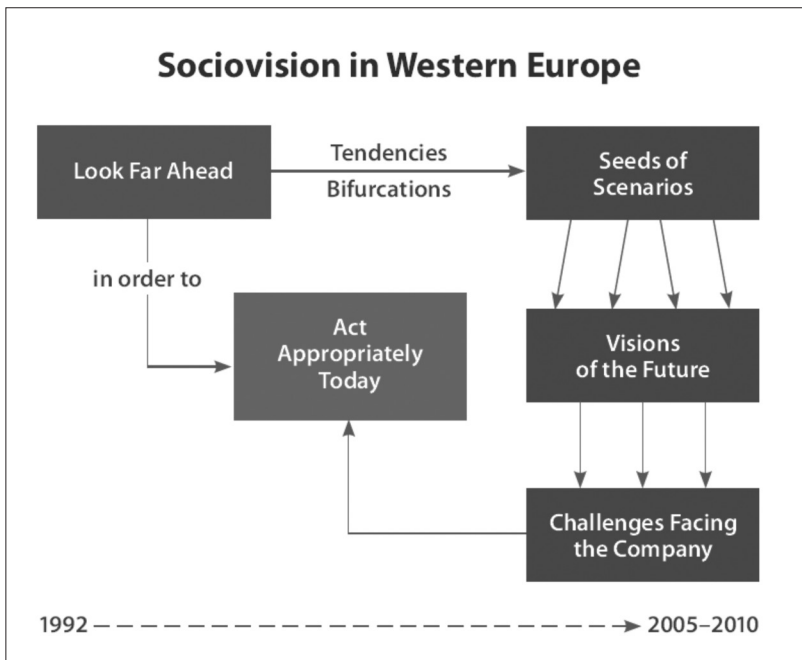 Sociovision in Western Europe
Look Far Ahead
Tendencies
Bifurcations
Seeds of
Scenarios
in order to
Act
Appropriately
Today
Visions
of the Future
Challenges Facing
the Company
1992
2005–2010